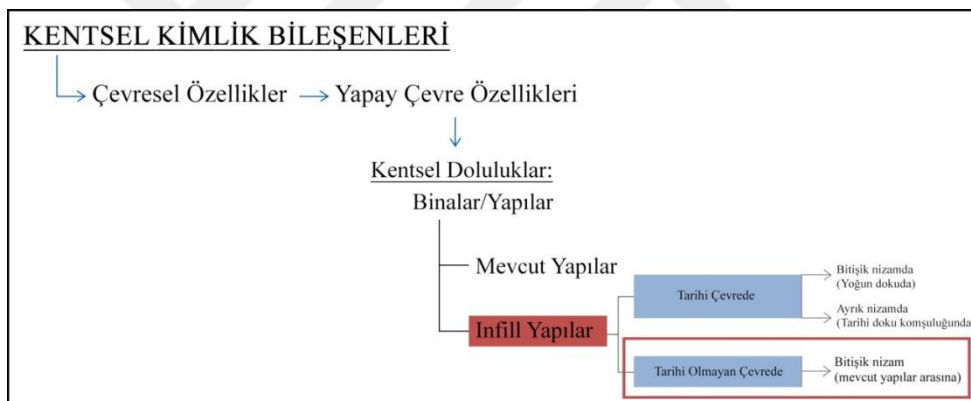 KENTSEL KİMLİK BİLEŞENLERİ
Çevresel Özellikler
Yapay Çevre Özellikleri
Kentsel Doluluklar:
Binalar/Yapılar
Mevcut Yapılar
Infill Yapılar
Tarihi Çevrede
Bitişik nizamda
(Yoğun dokuda)
Ayrık nizamda
(Tarihi doku komşuluğunda
Tarihi Olmayan Çevrede
Bitişik nizam
(mevcut yapılar arasına)